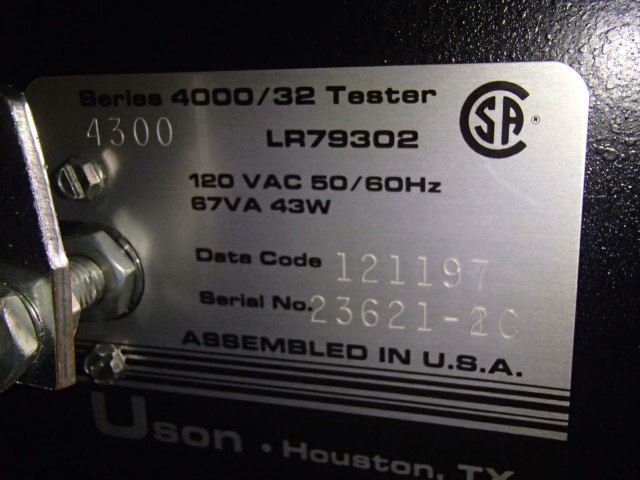 Series 4000/32 Tester
4300 LR79302
SA ®
120 VAC 50/60Hz
67VA 43W
Data Code 121197
Serial No. 23621-2C
ASSEMBLED IN U.S.A.
Uson • Houston, TX